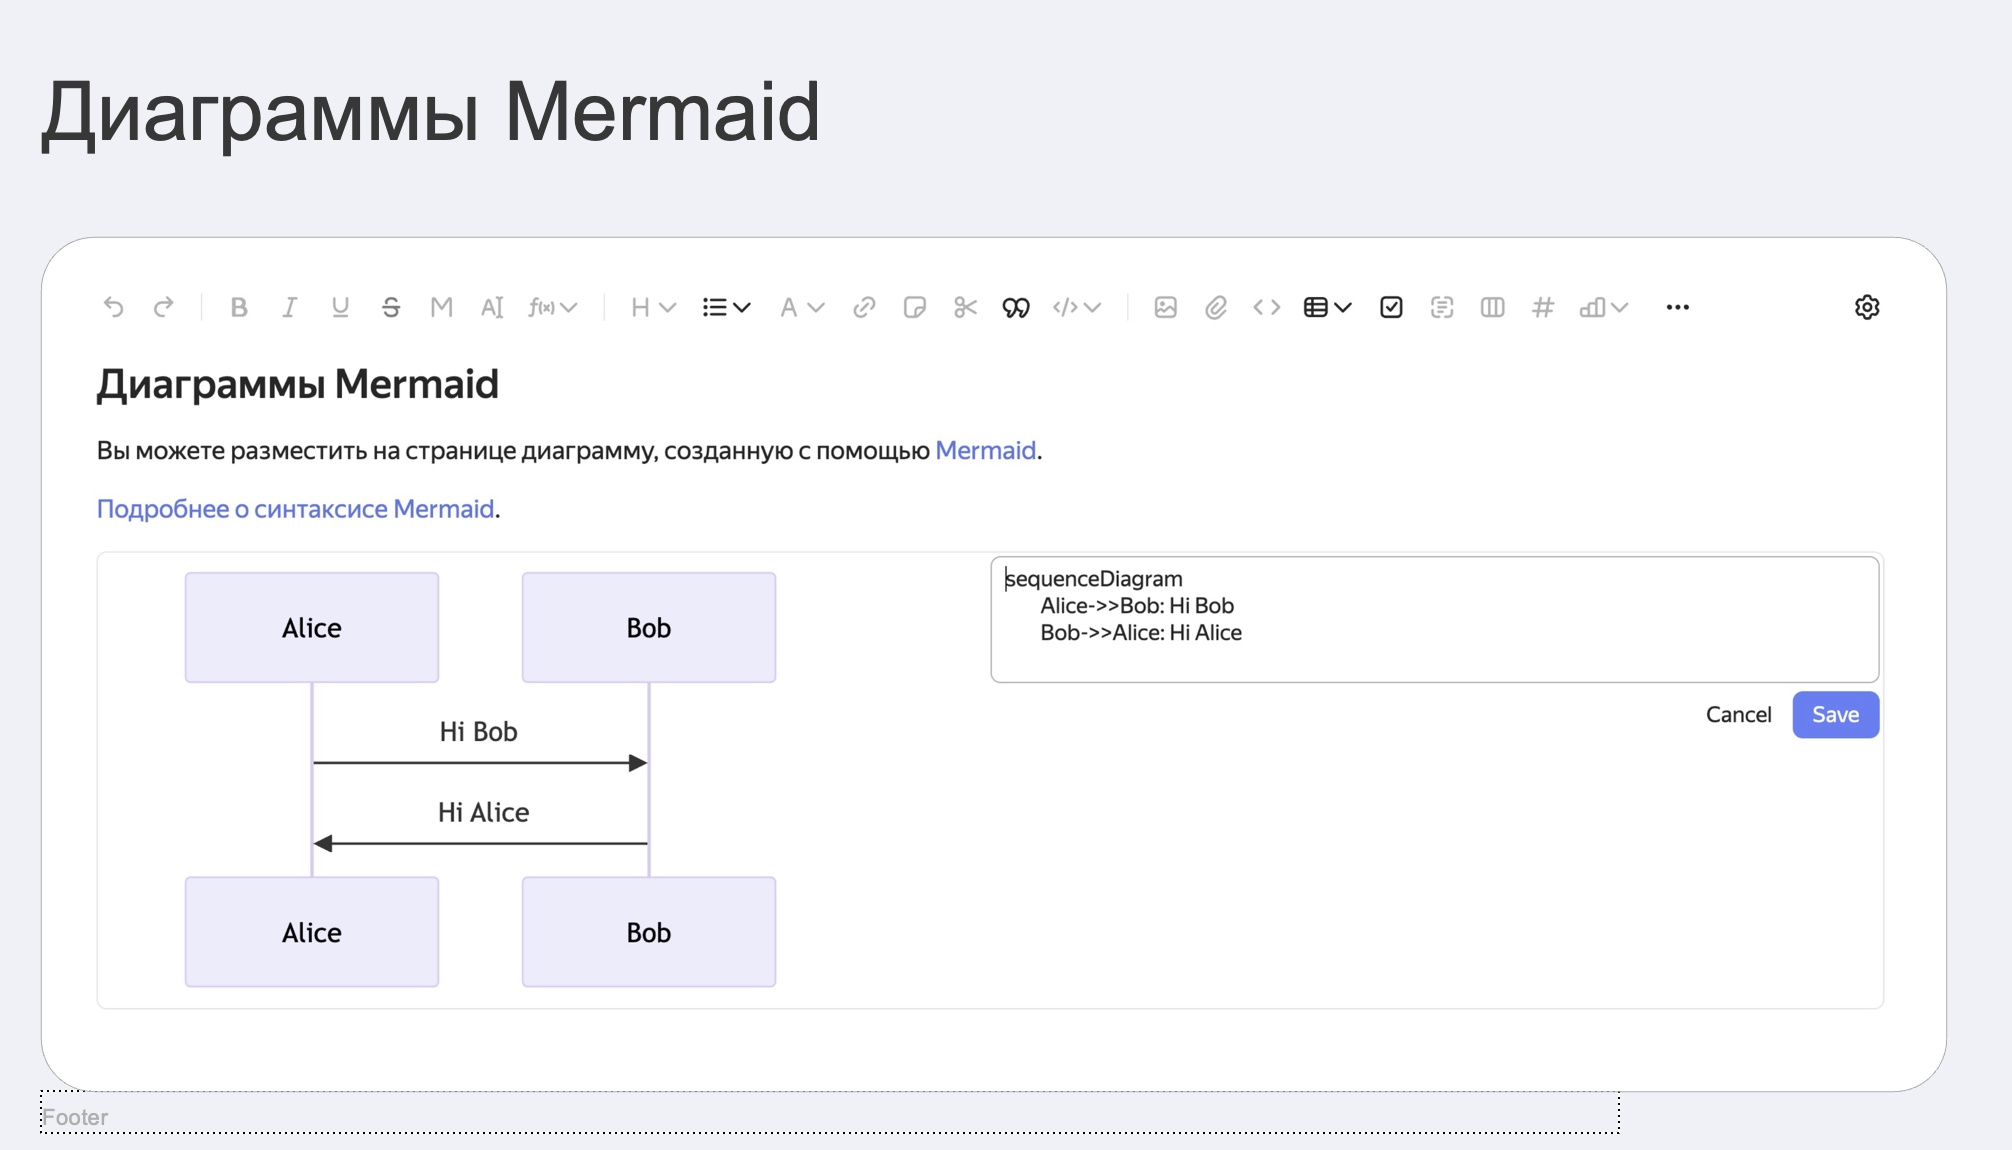 Диаграммы Mermaid
B I U S M AI f(x) H A </> <> # ...
Диаграммы Mermaid
Вы можете разместить на странице диаграмму, созданную с помощью Mermaid.
Подробнее о синтаксисе Mermaid.
Alice
Bob
Hi Bob
Hi Alice
Alice
Bob
sequenceDiagram
Alice->>Bob: Hi Bob
Bob->>Alice: Hi Alice
Cancel
Save
Footer